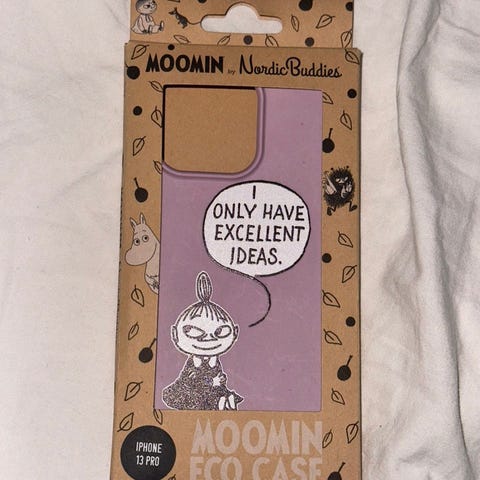 MOOMIN by NordicBuddies
I
ONLY HAVE
EXCELLENT
IDEAS.
MOOMIN
ECO CASE
IPHONE
13 PRO